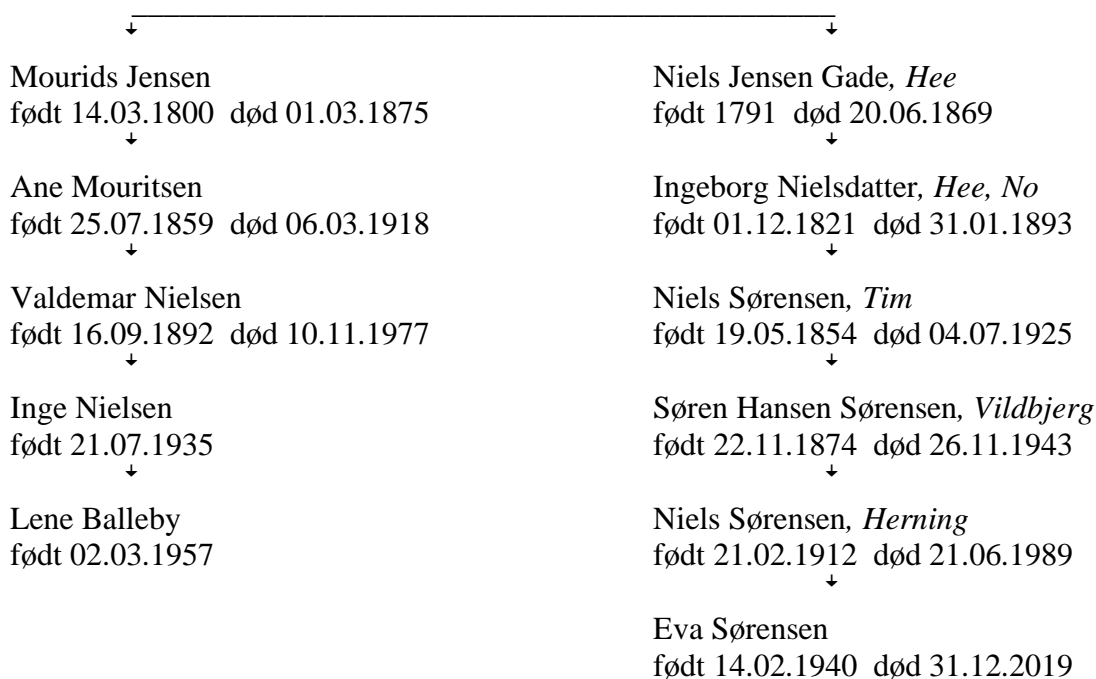 Mourids Jensen
født 14.03.1800 død 01.03.1875
Ane Mouritsen
født 25.07.1859 død 06.03.1918
Valdemar Nielsen
født 16.09.1892 død 10.11.1977
Inge Nielsen
født 21.07.1935
Lene Balleby
født 02.03.1957
Niels Jensen Gade, Hee
født 1791 død 20.06.1869
Ingeborg Nielsdatter, Hee, No
født 01.12.1821 død 31.01.1893
Niels Sørensen, Tim
født 19.05.1854 død 04.07.1925
Søren Hansen Sørensen, Vildbjerg
født 22.11.1874 død 26.11.1943
Niels Sørensen, Herning
født 21.02.1912 død 21.06.1989
Eva Sørensen
født 14.02.1940 død 31.12.2019